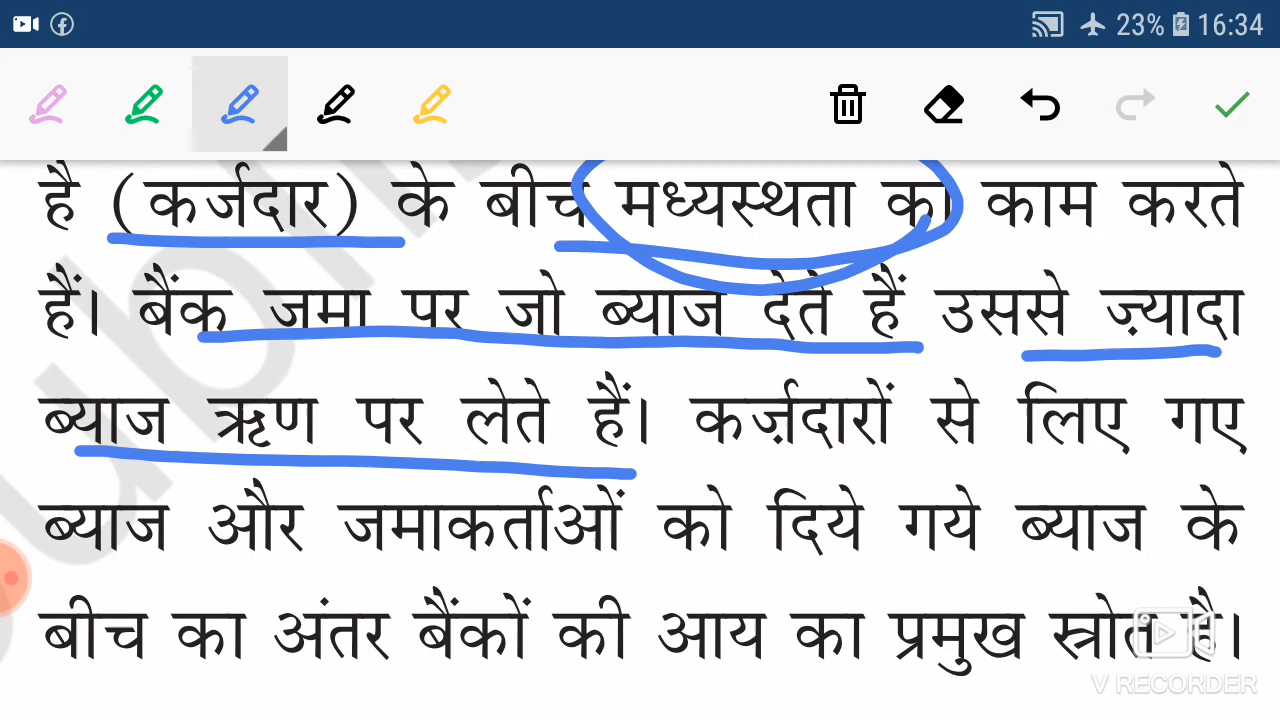 23% 16:34
है (कर्जदार) के बीच मध्यस्थता का काम करते
हैं। बैंक जमा पर जो ब्याज देते हैं उससे ज़्यादा
ब्याज ऋण पर लेते हैं। कर्ज़दारों से लिए गए
ब्याज और जमाकर्ताओं को दिये गये ब्याज के
बीच का अंतर बैंकों की आय का प्रमुख स्रोत है।
V RECORDER